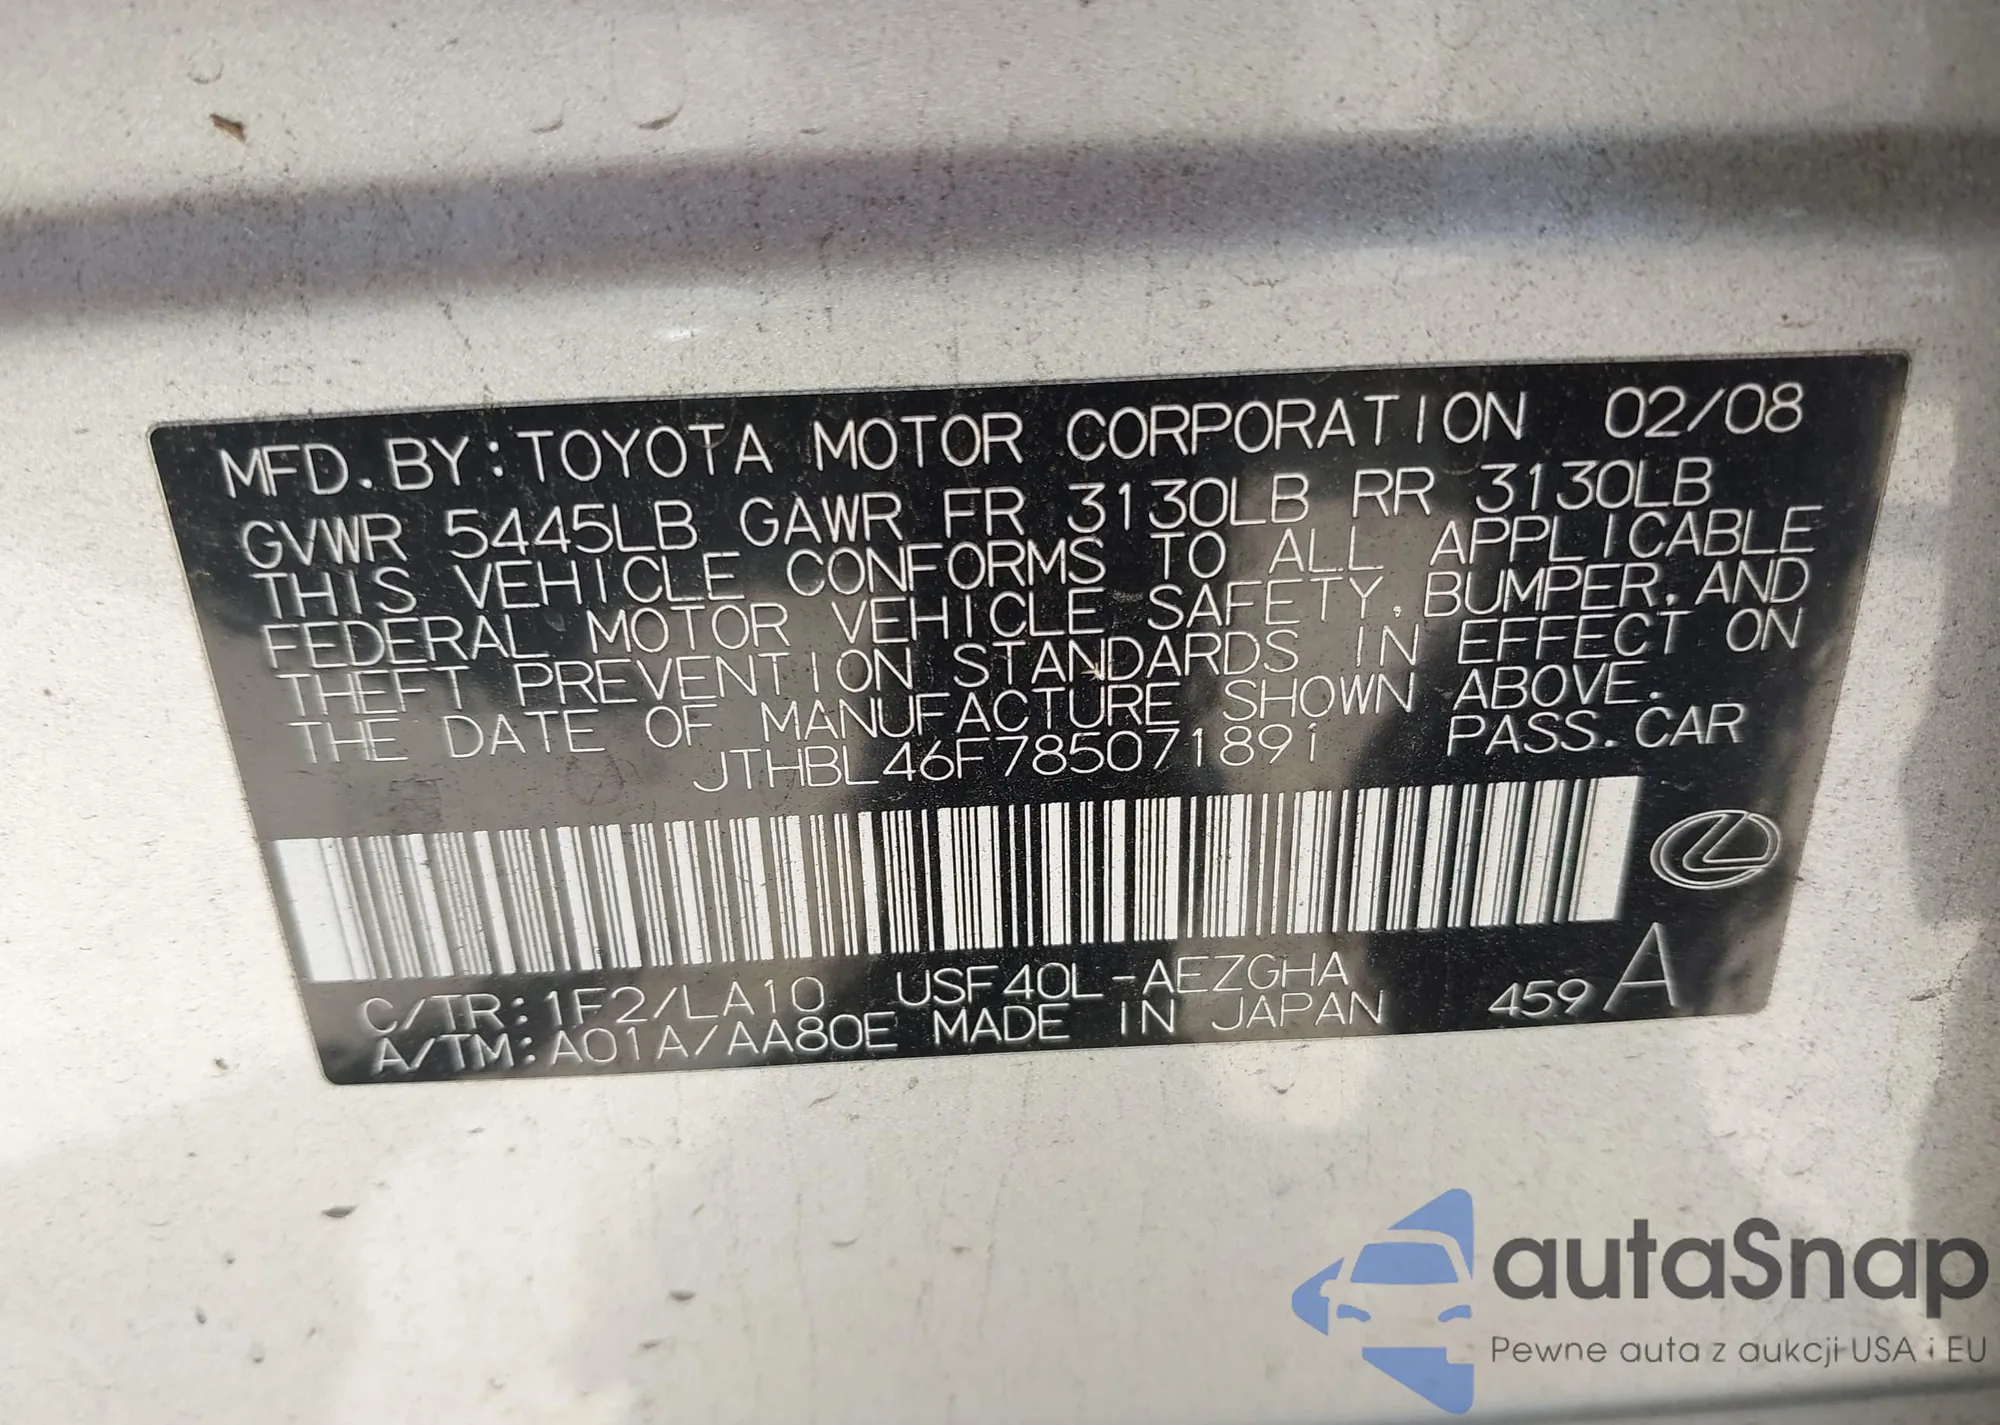 MFD. BY: TOYOTA MOTOR CORPORATION 02/08
GVWR 5445LB GAWR FR 3130LB RR 3130LB
THIS VEHICLE CONFORMS TO ALL APPLICABLE
FEDERAL MOTOR VEHICLE SAFETY, BUMPER, AND
THEFT PREVENTION STANDARDS IN EFFECT ON
THE DATE OF MANUFACTURE SHOWN ABOVE.
JTHBL46F785071891 PASS. CAR
C/TR: 1F2/LA10 USF40L-AEZGHA
A/TM: A01A/AA80E MADE IN JAPAN 459 A
autaSnap
Pewne auta z aukcji USA i EU